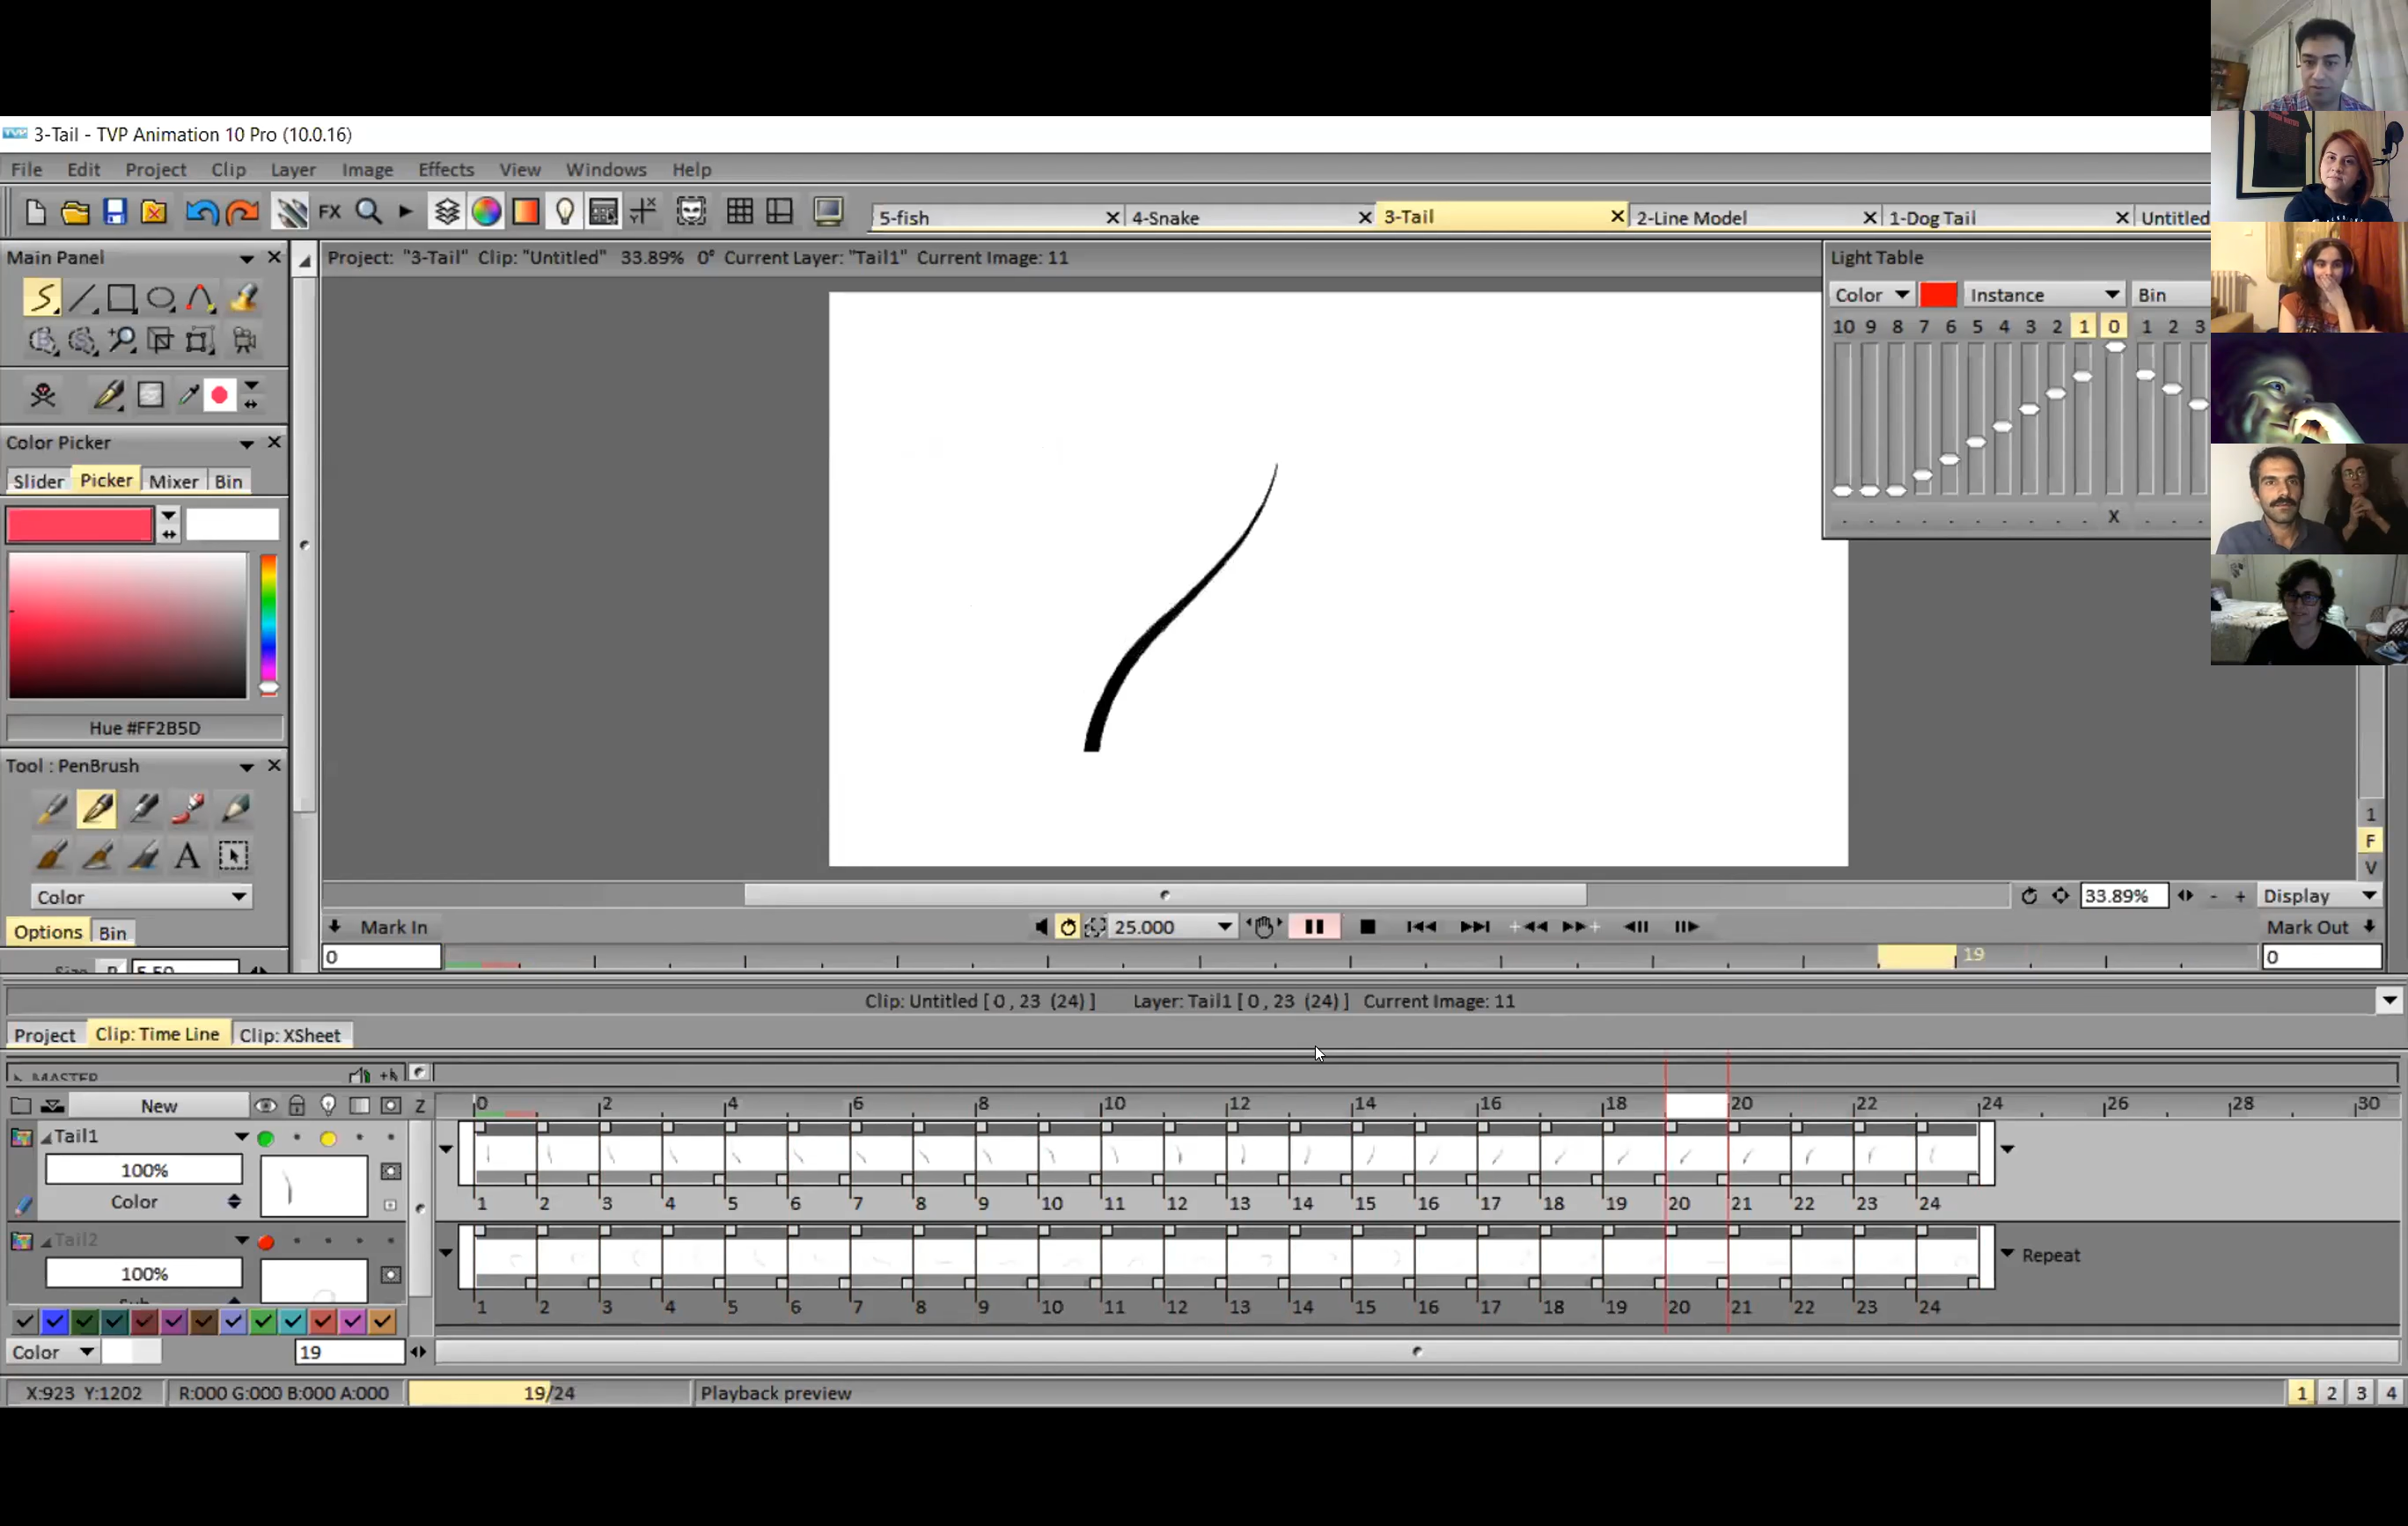 3-Tail - TVP Animation 10 Pro (10.0.16)
File Edit Project Clip Layer Image Effects View Windows Help
FX
5-fish 4-Snake 3-Tail 2-Line Model 1-Dog Tail Untitled
Main Panel
Project: "3-Tail" Clip: "Untitled" 33.89% 0° Current Layer: "Tail1" Current Image: 11
Light Table
Color Instance Bin
10 9 8 7 6 5 4 3 2 1 0 1 2 3
X
Color Picker
Slider Picker Mixer Bin
Hue #FF2B5D
Tool : PenBrush
A
Color
Options Bin
1
F
V
33.89% - + Display
Mark In 25.000 Mark Out
0 19 0
Clip: Untitled [ 0 , 23 (24) ] Layer: Tail1 [ 0 , 23 (24) ] Current Image: 11
Project Clip: Time Line Clip: XSheet
New Z 0 2 4 6 8 10 12 14 16 18 20 22 24 26 28 30
Tail1
100%
Color 1 2 3 4 5 6 7 8 9 10 11 12 13 14 15 16 17 18 19 20 21 22 23 24
Tail2
100% Repeat
1 2 3 4 5 6 7 8 9 10 11 12 13 14 15 16 17 18 19 20 21 22 23 24
Color 19
X:923 Y:1202 R:000 G:000 B:000 A:000 19/24 Playback preview 1 2 3 4